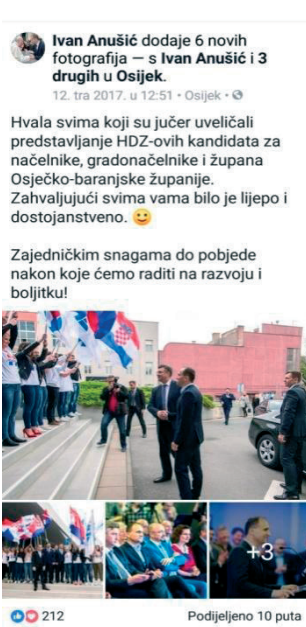 Ivan Anušić dodaje 6 novih
fotografija — s Ivan Anušić i 3
drugih u Osijek.
12. tra 2017. u 12:51 • Osijek •
Hvala svima koji su jučer uveličali
predstavljanje HDZ-ovih kandidata za
načelnike, gradonačelnike i župana
Osječko-baranjske županije.
Zahvaljujući svima vama bilo je lijepo i
dostojanstveno. 🙂
Zajedničkim snagama do pobjede
nakon koje ćemo raditi na razvoju i
boljitku!
+3
212
Podijeljeno 10 puta